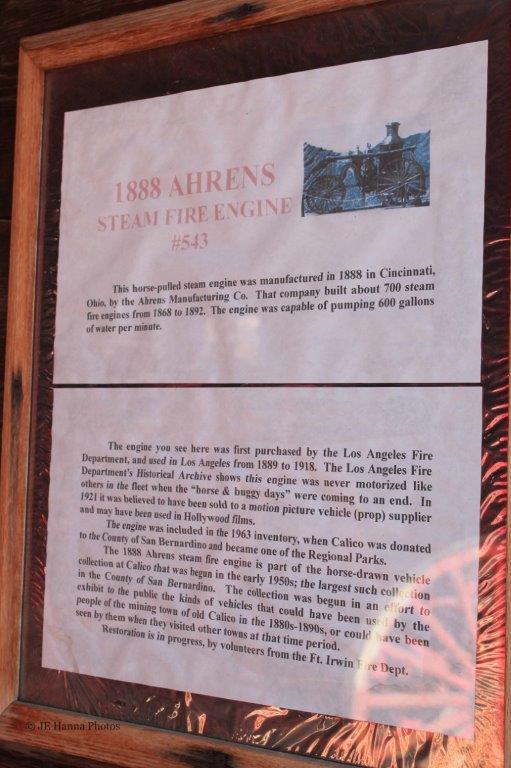 1888 AHRENS
STEAM FIRE ENGINE
#543
This horse-pulled steam engine was manufactured in 1888 in Cincinnati,
Ohio, by the Ahrens Manufacturing Co. That company built about 700 steam
fire engines from 1868 to 1892. The engine was capable of pumping 600 gallons
of water per minute.
The engine you see here was first purchased by the Los Angeles Fire
Department, and used in Los Angeles from 1889 to 1918. The Los Angeles Fire
Department's Historical Archive shows this engine was never motorized like
others in the fleet when the "horse & buggy days" were coming to an end. In
1921 it was believed to have been sold to a motion picture vehicle (prop) supplier
and may have been used in Hollywood films.
The engine was included in the 1963 inventory, when Calico was donated
to the County of San Bernardino and became one of the Regional Parks.
The 1888 Ahrens steam fire engine is part of the horse-drawn vehicle
collection at Calico that was begun in the early 1950s; the largest such collection
in the County of San Bernardino. The collection was begun in an effort to
exhibit to the public the kinds of vehicles that could have been used by the
people of the mining town of old Calico in the 1880s-1890s, or could have been
seen by them when they visited other towns at that time period.
Restoration is in progress, by volunteers from the Ft. Irwin Fire Dept.
© JE Hanna Photos